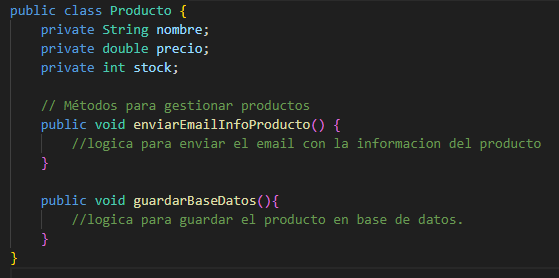 public class Producto {
    private String nombre;
    private double precio;
    private int stock;
    // Métodos para gestionar productos
    public void enviarEmailInfoProducto() {
        //logica para enviar el email con la informacion del producto
    }
    public void guardarBaseDatos(){
        //logica para guardar el producto en base de datos.
    }
}